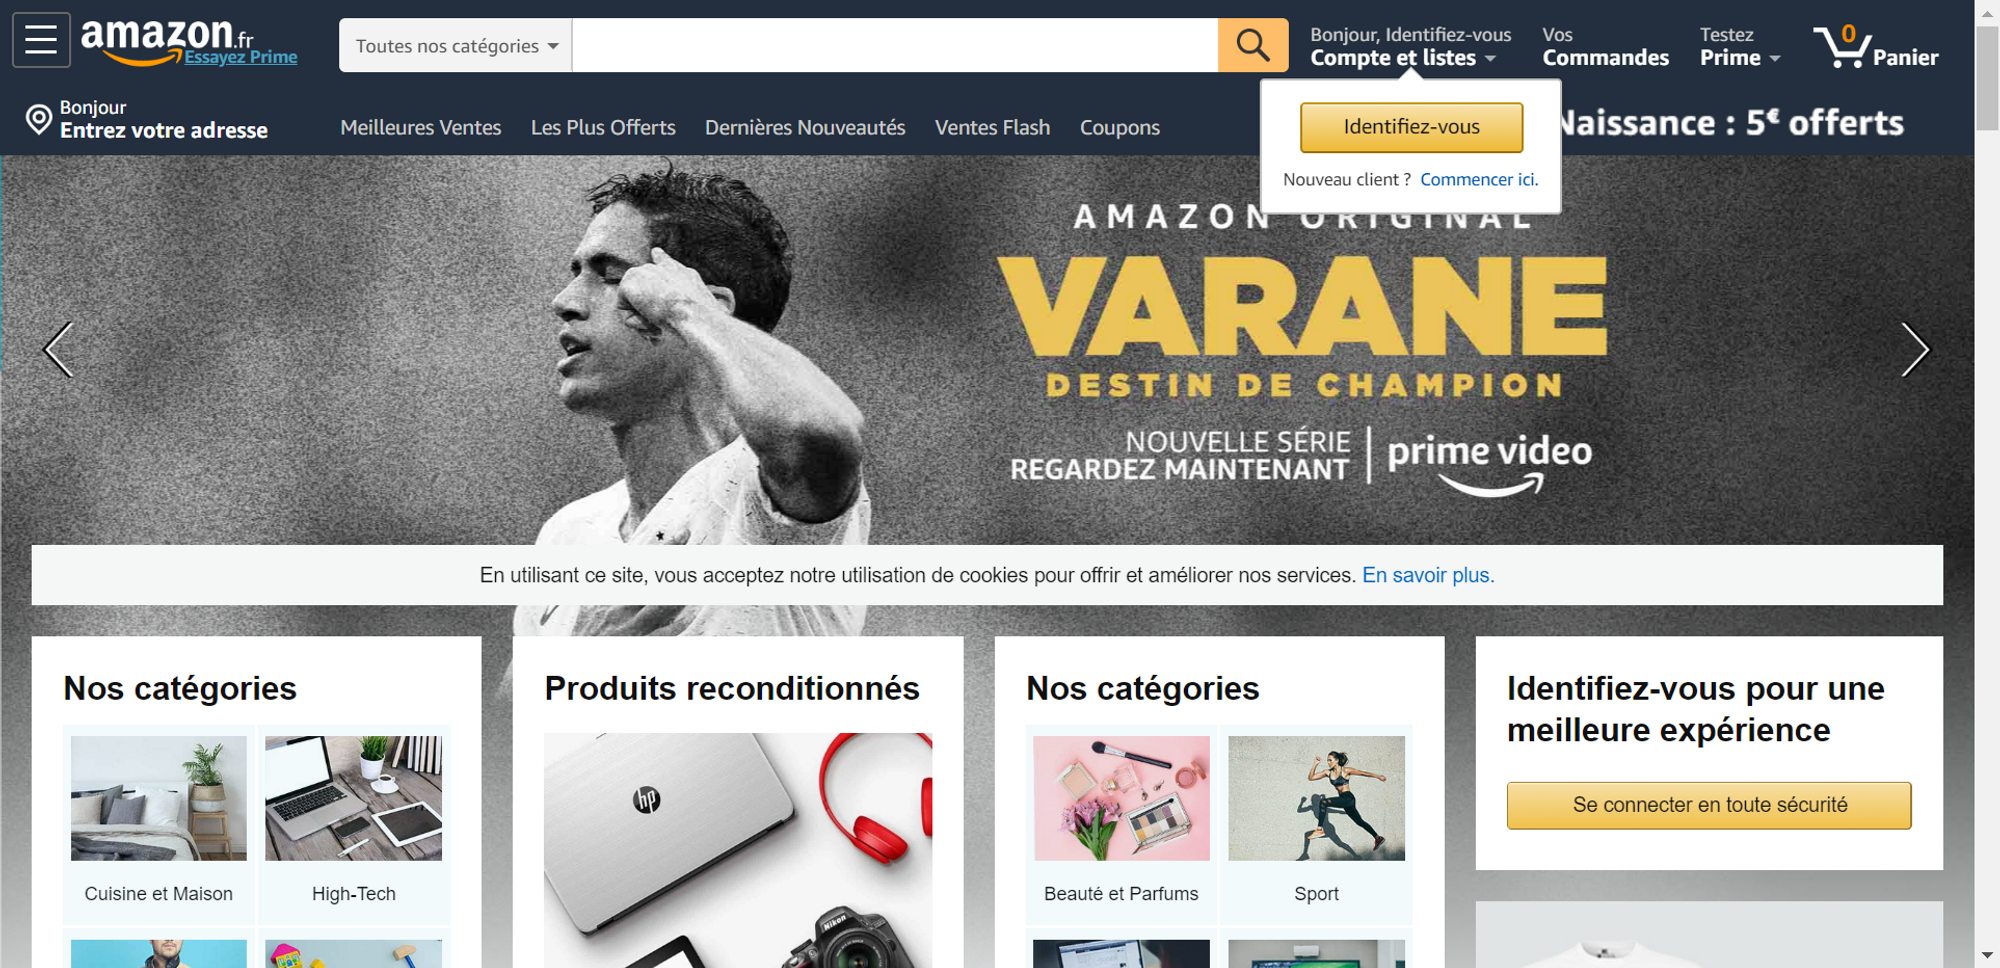 amazon.fr
Essayez Prime
Toutes nos catégories
Bonjour, Identifiez-vous
Compte et listes
Vos
Commandes
Testez
Prime
0
Panier
Bonjour
Entrez votre adresse
Meilleures Ventes
Les Plus Offerts
Dernières Nouveautés
Ventes Flash
Coupons
Naissance : 5€ offerts
Identifiez-vous
Nouveau client ? Commencer ici.
AMAZON ORIGINAL
VARANE
DESTIN DE CHAMPION
NOUVELLE SÉRIE
REGARDEZ MAINTENANT
prime video
En utilisant ce site, vous acceptez notre utilisation de cookies pour offrir et améliorer nos services. En savoir plus.
Nos catégories
Produits reconditionnés
Nos catégories
Identifiez-vous pour une
meilleure expérience
hp
Se connecter en toute sécurité
Cuisine et Maison
High-Tech
Beauté et Parfums
Sport
Nikon